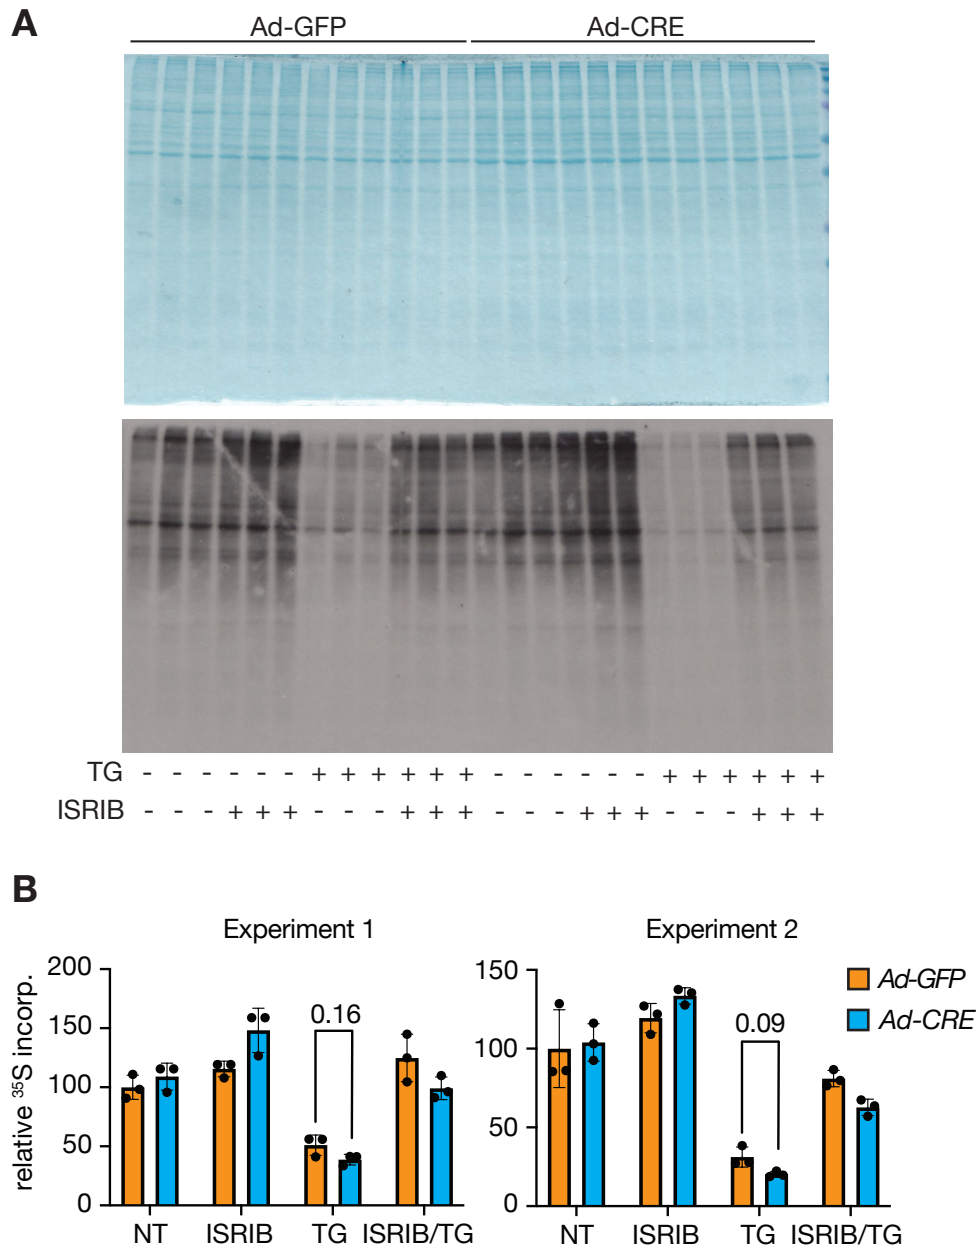 A
Ad-GFP Ad-CRE
TG - - - - - - + + + + + + - - - - - - + + + + + +
ISRIB - - - + + + - - - + + + - - - + + + - - - + + +
B
Experiment 1 Experiment 2
relative ³⁵S incorp.
200
150
100
50
0
0.16
NT ISRIB TG ISRIB/TG
150
100
50
0
0.09
NT ISRIB TG ISRIB/TG
Ad-GFP
Ad-CRE